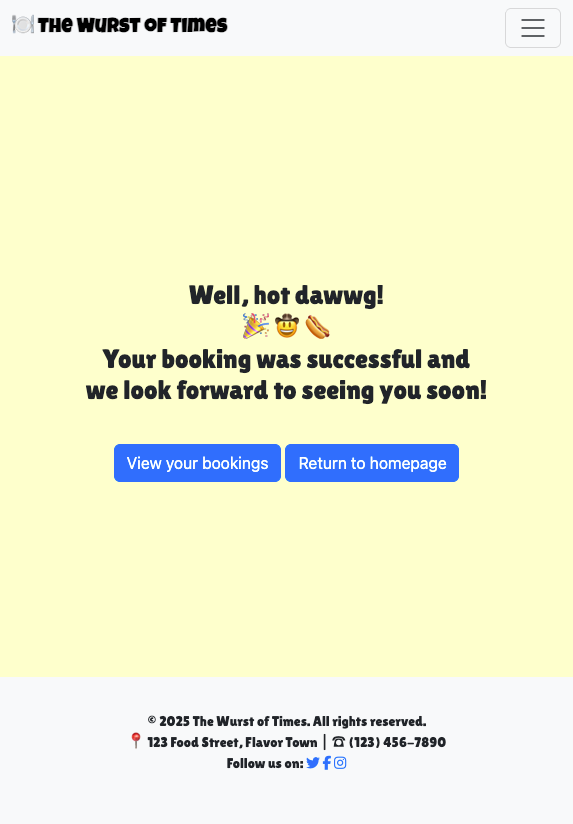 🍽️ The Wurst of Times
Well, hot dawwg!
🎉 🤠 🌭
Your booking was successful and
we look forward to seeing you soon!
View your bookings
Return to homepage
© 2025 The Wurst of Times. All rights reserved.
📍 123 Food Street, Flavor Town | ☎ (123) 456-7890
Follow us on: